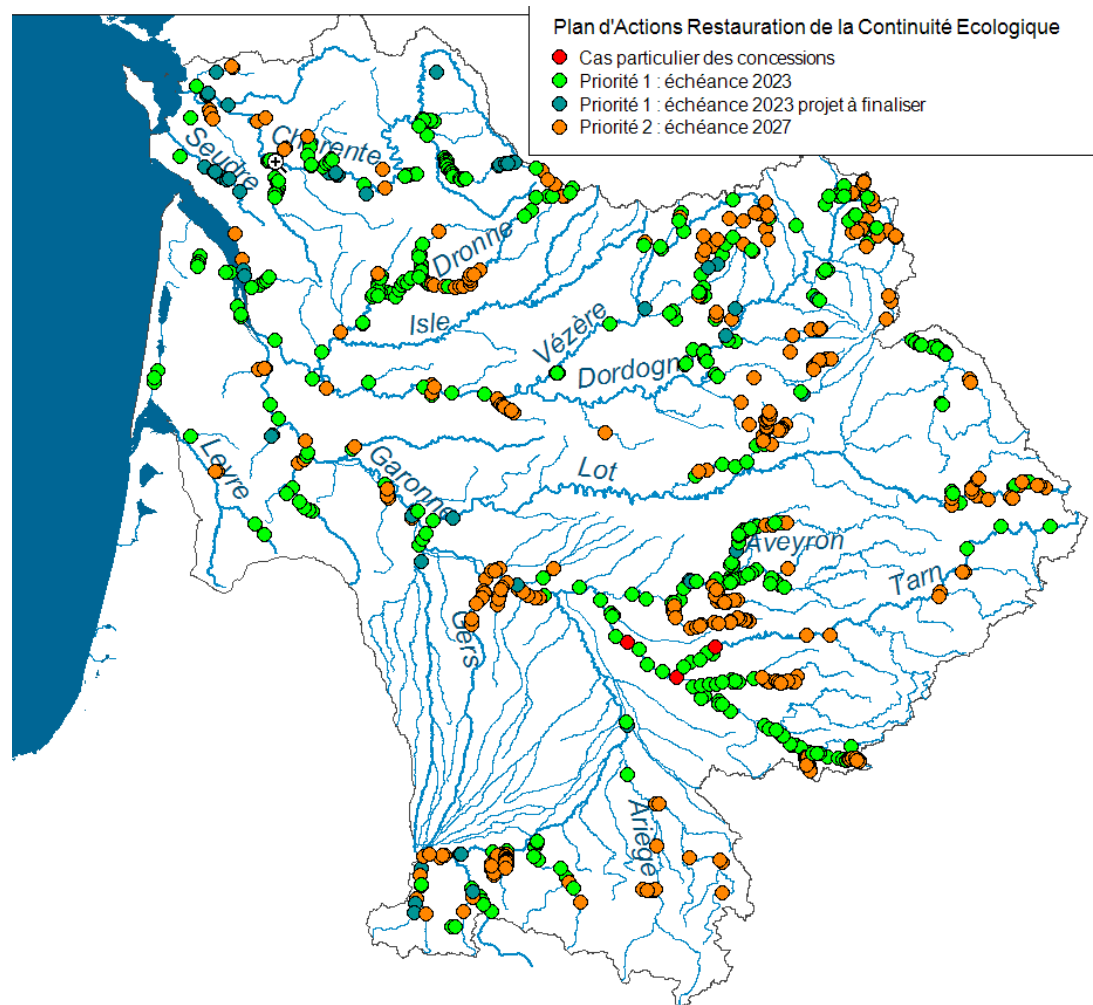 Plan d'Actions Restauration de la Continuité Ecologique
Cas particulier des concessions
Priorité 1 : échéance 2023
Priorité 1 : échéance 2023 projet à finaliser
Priorité 2 : échéance 2027
Charente
Seudre
Dronne
Isle
Vézère
Dordogn
Leyre
Garonne
Lot
Aveyron
Tarn
Gers
Ariège